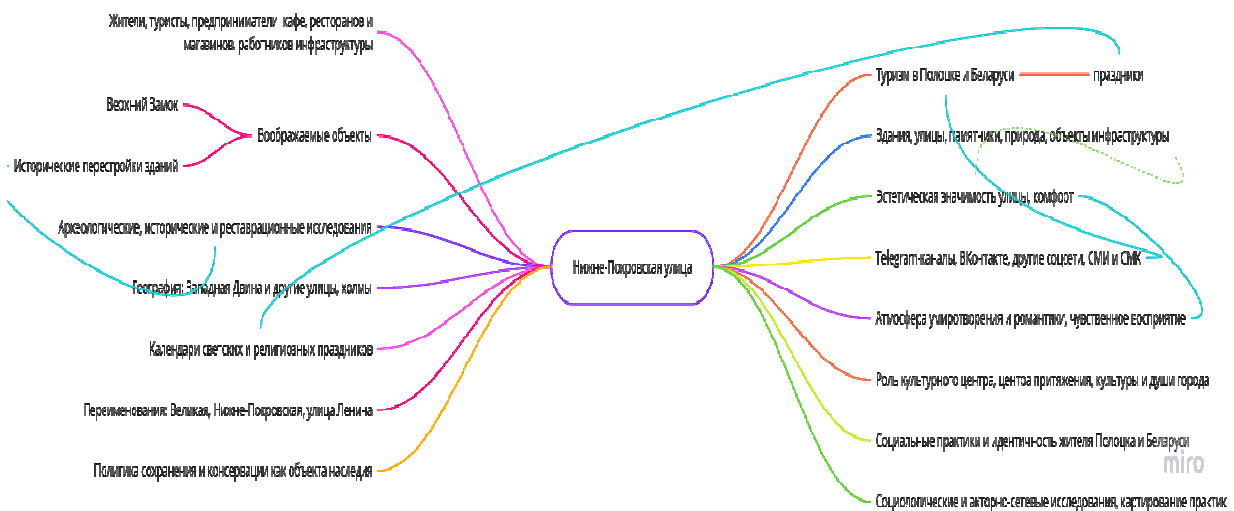 Жители, туристы, предприниматели кафе, ресторанов и
магазинов, работников инфраструктуры
Верхний Замок
Воображаемые объекты
Исторические перестройки зданий
Археологические, исторические и реставрационные исследования
География: Западная Двина и другие улицы, холмы
Календари светских и религиозных праздников
Переименования: Великая, Нижне-Покровская, улица Ленина
Политика сохранения и консервации как объекта наследия
Нижне-Покровская улица
Туризм в Полоцке и Беларуси
праздники
Здания, улицы, памятники, природа, объекты инфраструктуры
Эстетическая значимость улицы, комфорт
Telegram-каналы, ВКонтакте, другие соцсети, СМИ и СМК
Атмосфера умиротворения и романтики, чувственное восприятие
Роль культурного центра, центра притяжения, культуры и души города
Социальные практики и идентичность жителя Полоцка и Беларуси
Социологические и акторно-сетевые исследования, картирование практик
miro